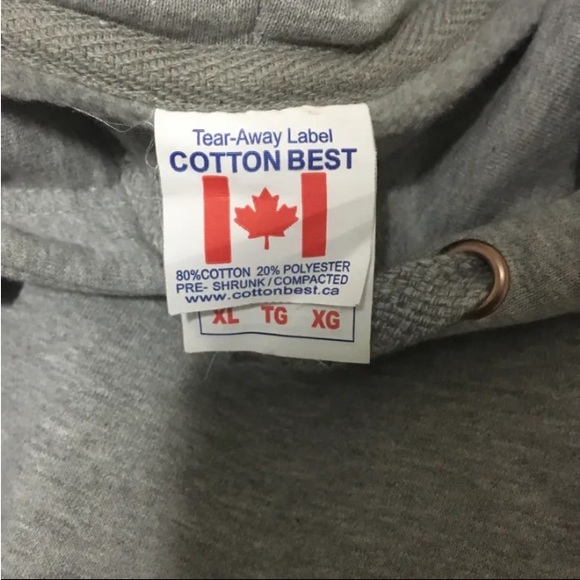 Tear-Away Label
COTTON BEST
80%COTTON 20% POLYESTER
PRE- SHRUNK/COMPACTED
www.cottonbest.ca
XL TG XG